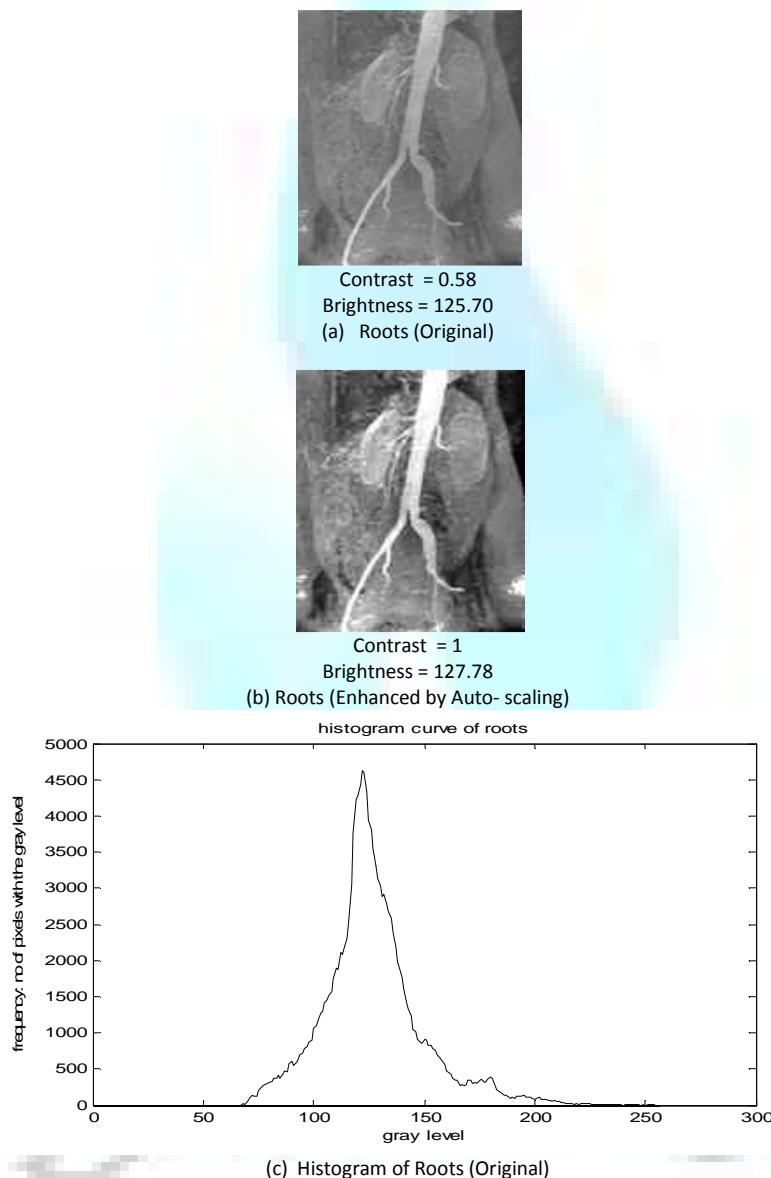 Contrast = 0.58
Brightness = 125.70
(a) Roots (Original)
Contrast = 1
Brightness = 127.78
(b) Roots (Enhanced by Auto- scaling)
histogram curve of roots
5000
4500
4000
3500
3000
2500
2000
1500
1000
500
0
frequency: no of pixels with the gray level
0 50 100 150 200 250 300
gray level
(c) Histogram of Roots (Original)